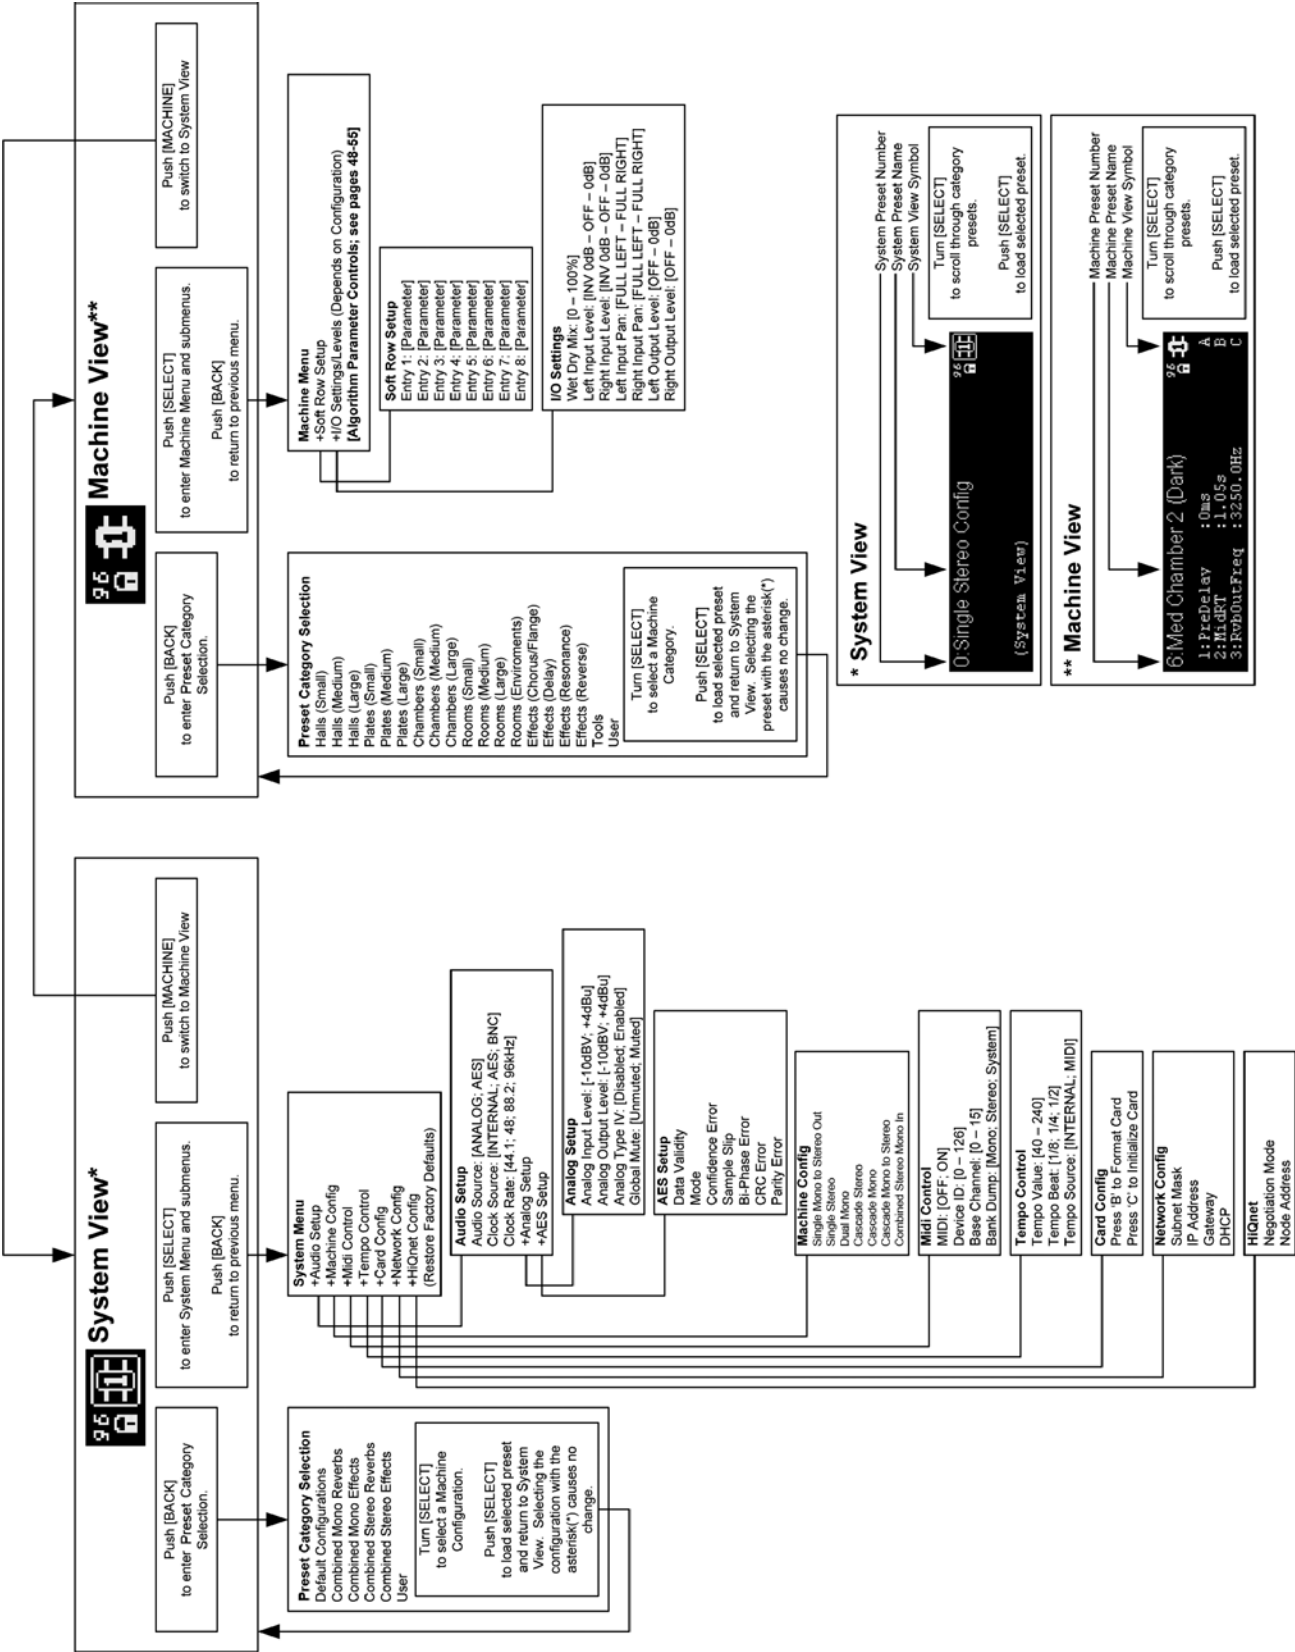 96
System View*
Push [BACK]
to enter Preset Category
Selection.
Push [SELECT]
to enter System Menu and submenus.
Push [BACK]
to return to previous menu.
Push [MACHINE]
to switch to Machine View
Preset Category Selection
Default Configurations
Combined Mono Reverbs
Combined Mono Effects
Combined Stereo Reverbs
Combined Stereo Effects
User
Turn [SELECT]
to select a Machine
Configuration.
Push [SELECT]
to load selected preset
and return to System
View. Selecting the
configuration with the
asterisk(*) causes no
change.
System Menu
+Audio Setup
+Machine Config
+Midi Control
+Tempo Control
+Card Config
+Network Config
+HiQnet Config
(Restore Factory Defaults)
Audio Setup
Audio Source: [ANALOG; AES]
Clock Source: [INTERNAL; AES; BNC]
Clock Rate: [44.1; 48; 88.2; 96kHz]
+Analog Setup
+AES Setup
Analog Setup
Analog Input Level: [-10dBV; +4dBu]
Analog Output Level: [-10dBV; +4dBu]
Analog Type IV: [Disabled; Enabled]
Global Mute: [Unmuted; Muted]
AES Setup
Data Validity
Mode
Confidence Error
Sample Slip
Bi-Phase Error
CRC Error
Parity Error
Machine Config
Single Mono to Stereo Out
Single Stereo
Dual Mono
Cascade Stereo
Cascade Mono
Cascade Mono to Stereo
Combined Stereo Mono In
Midi Control
MIDI: [OFF; ON]
Device ID: [0 – 126]
Base Channel: [0 – 15]
Bank Dump: [Mono; Stereo; System]
Tempo Control
Tempo Value: [40 – 240]
Tempo Beat: [1/8; 1/4; 1/2]
Tempo Source: [INTERNAL; MIDI]
Card Config
Press 'B' to Format Card
Press 'C' to Initialize Card
Network Config
Subnet Mask
IP Address
Gateway
DHCP
HiQnet
Negotiation Mode
Node Address
96
Machine View**
Push [BACK]
to enter Preset Category
Selection.
Push [SELECT]
to enter Machine Menu and submenus.
Push [BACK]
to return to previous menu.
Push [MACHINE]
to switch to System View
Preset Category Selection
Halls (Small)
Halls (Medium)
Halls (Large)
Plates (Small)
Plates (Medium)
Plates (Large)
Chambers (Small)
Chambers (Medium)
Chambers (Large)
Rooms (Small)
Rooms (Medium)
Rooms (Large)
Rooms (Enviroments)
Effects (Chorus/Flange)
Effects (Delay)
Effects (Resonance)
Effects (Reverse)
Tools
User
Turn [SELECT]
to select a Machine
Category.
Push [SELECT]
to load selected preset
and return to System
View. Selecting the
preset with the asterisk(*)
causes no change.
Machine Menu
+Soft Row Setup
+I/O Settings/Levels (Depends on Configuration)
[Algorithm Parameter Controls; see pages 48-55]
Soft Row Setup
Entry 1: [Parameter]
Entry 2: [Parameter]
Entry 3: [Parameter]
Entry 4: [Parameter]
Entry 5: [Parameter]
Entry 6: [Parameter]
Entry 7: [Parameter]
Entry 8: [Parameter]
I/O Settings
Wet Dry Mix: [0 – 100%]
Left Input Level: [INV 0dB – OFF – 0dB]
Right Input Level: [INV 0dB – OFF – 0dB]
Left Input Pan: [FULL LEFT – FULL RIGHT]
Right Input Pan: [FULL LEFT – FULL RIGHT]
Left Output Level: [OFF – 0dB]
Right Output Level: [OFF – 0dB]
* System View
System Preset Number
System Preset Name
System View Symbol
0:Single Stereo Config
96
(System View)
Turn [SELECT]
to scroll through category
presets.
Push [SELECT]
to load selected preset.
** Machine View
Machine Preset Number
Machine Preset Name
Machine View Symbol
6:Med Chamber 2 (Dark)
96
1:PreDelay :0ms A
2:MidRT :1.05s B
3:RvbOutFreq :3250.0Hz C
Turn [SELECT]
to scroll through category
presets.
Push [SELECT]
to load selected preset.